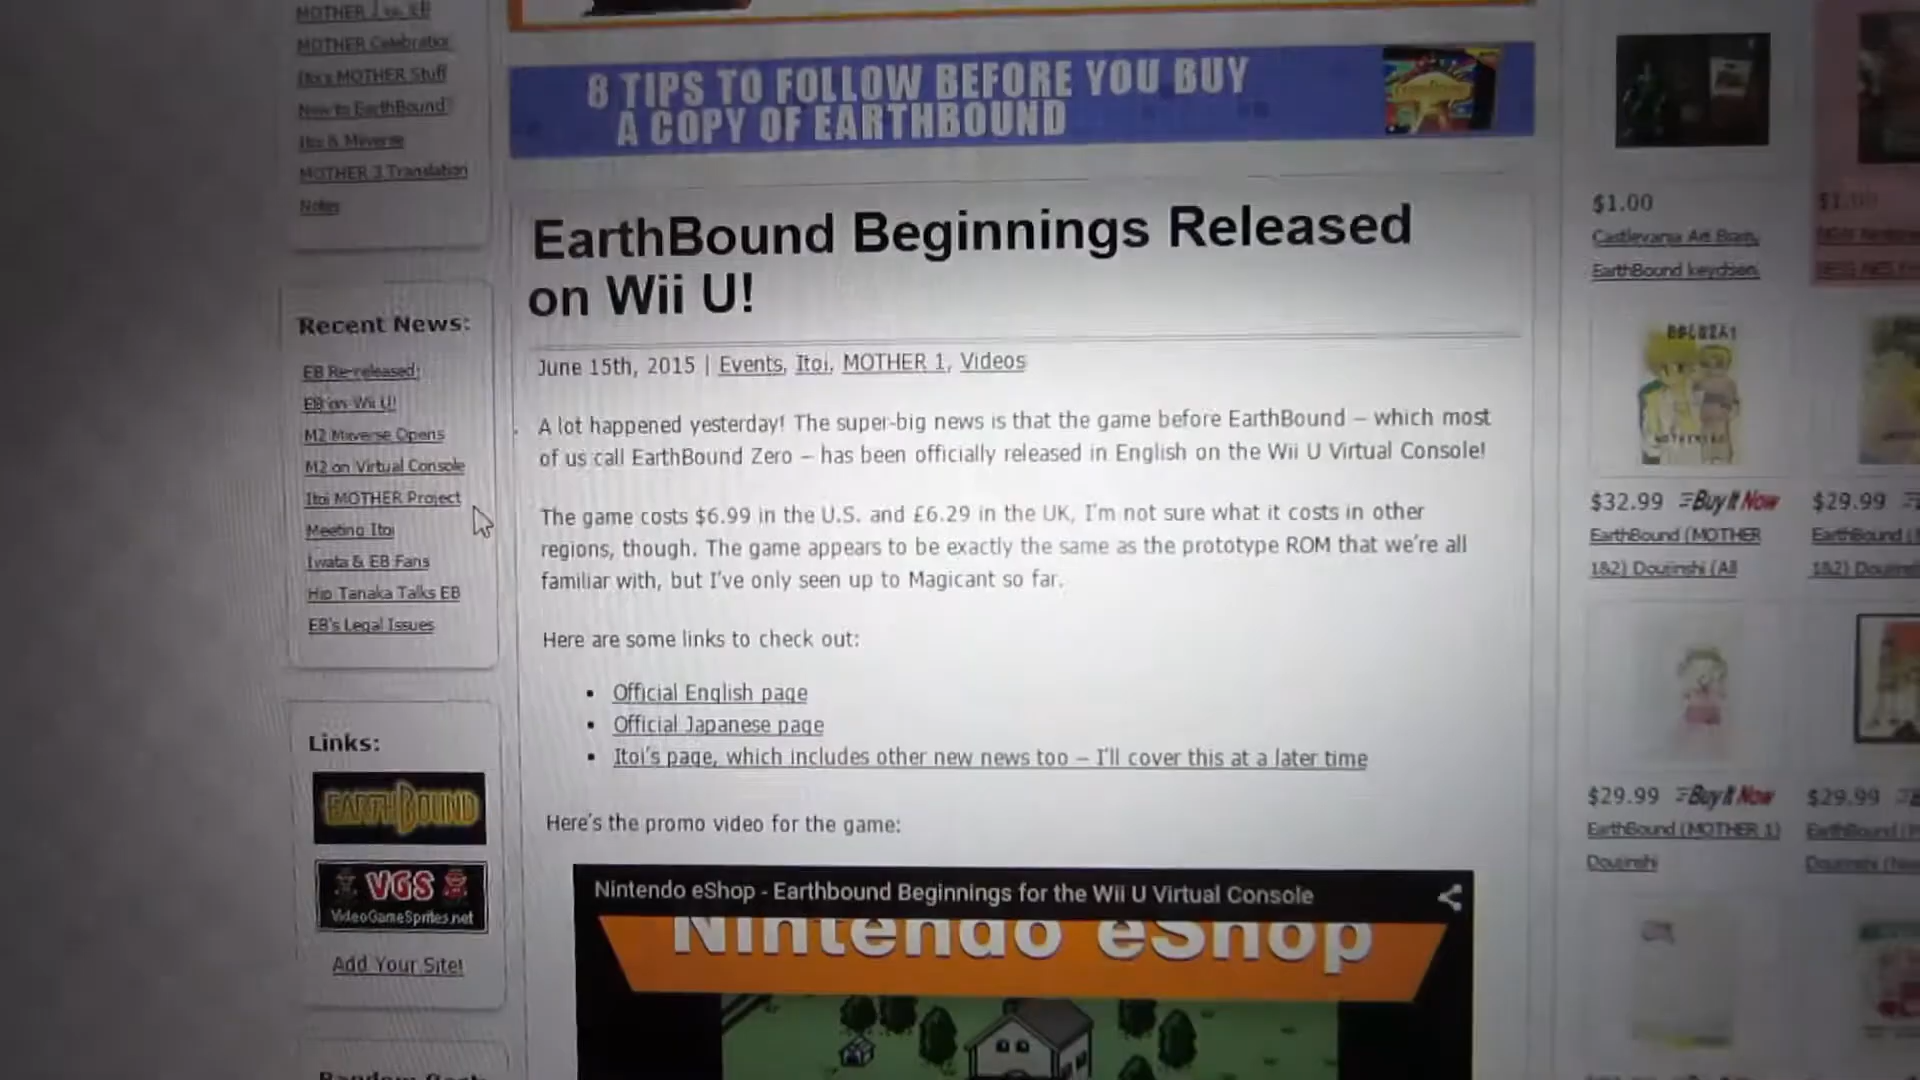 MOTHER Celebration
Itoi's MOTHER Stuff
New to EarthBound?
Itoi & Miiverse
MOTHER 3 Translation
Notes
Recent News:
EB Re-released!
EB on Wii U!
M2 Miiverse Opens
M2 on Virtual Console
Itoi MOTHER Project
Meeting Itoi
Iwata & EB Fans
Hip Tanaka Talks EB
EB's Legal Issues
Links:
EARTHBOUND
VGS
VideoGameSprites.net
Add Your Site!
8 TIPS TO FOLLOW BEFORE YOU BUY
A COPY OF EARTHBOUND
EarthBound Beginnings Released
on Wii U!
June 15th, 2015 | Events, Itoi, MOTHER 1, Videos
A lot happened yesterday! The super-big news is that the game before EarthBound – which most
of us call EarthBound Zero – has been officially released in English on the Wii U Virtual Console!
The game costs $6.99 in the U.S. and £6.29 in the UK, I'm not sure what it costs in other
regions, though. The game appears to be exactly the same as the prototype ROM that we're all
familiar with, but I've only seen up to Magicant so far.
Here are some links to check out:
• Official English page
• Official Japanese page
• Itoi's page, which includes other new news too – I'll cover this at a later time
Here's the promo video for the game:
Nintendo eShop - Earthbound Beginnings for the Wii U Virtual Console
Nintendo eShop
$1.00
Castlevania Art Book,
EarthBound keychain,
$1.00
$32.99 Buy It Now
EarthBound (MOTHER
1&2) Doujinshi (All
$29.99
EarthBound
1&2) Doujinshi
$29.99 Buy It Now
EarthBound (MOTHER 1)
Doujinshi
$29.99
EarthBound
Doujinshi